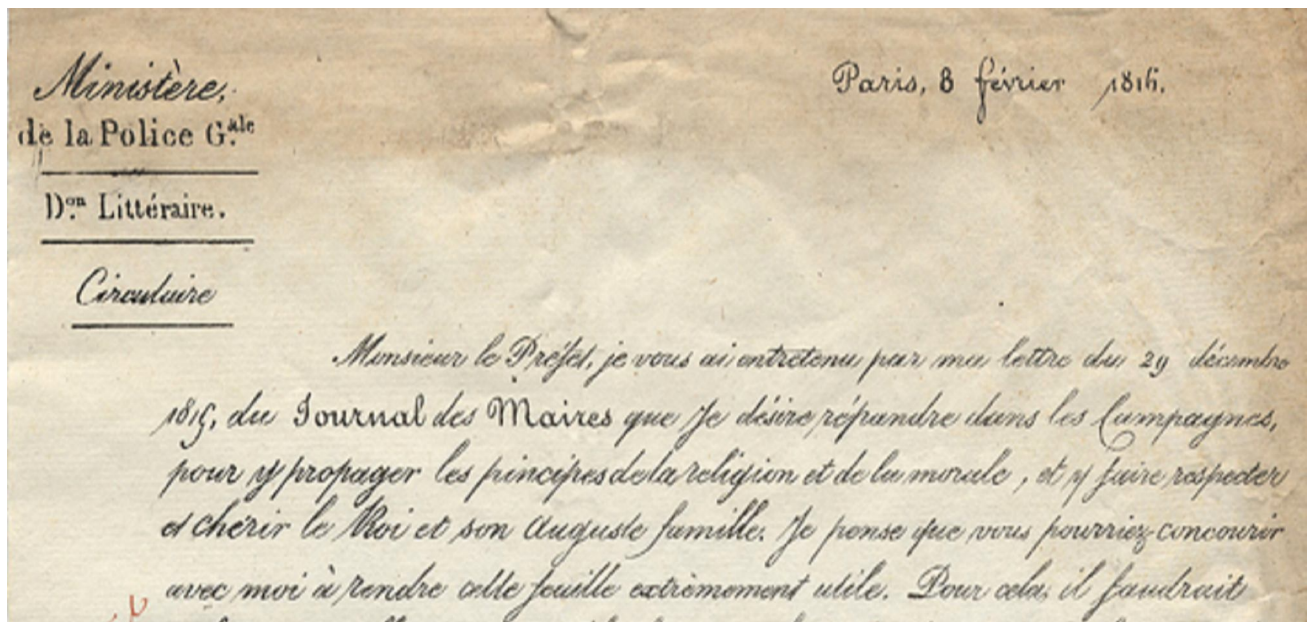 Ministère,
de la Police G.ale
D.on Littéraire.
Circulaire
Paris, 8 février 1816.
Monsieur le Préfet, je vous ai entretenu par ma lettre du 29 décembre
1815, du Journal des Maires que Je désire répandre dans les Campagnes,
pour y propager les pincipes de la religion et de la morale, et y faire respecter
et chérir le Roi et son auguste famille. Je pense que vous pourriez concourir
avec moi à rendre cette feuille extrêmement utile. Pour cela, il faudrait